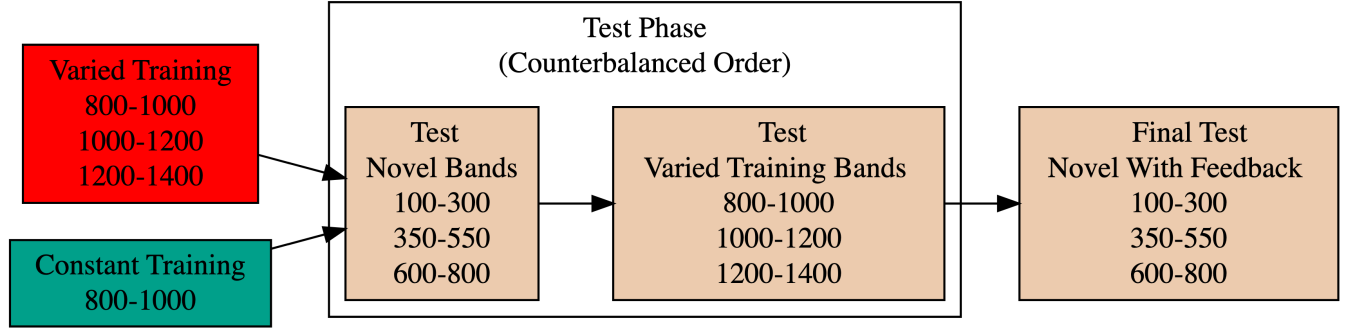 Varied Training
800-1000
1000-1200
1200-1400
Constant Training
800-1000
Test Phase
(Counterbalanced Order)
Test
Novel Bands
100-300
350-550
600-800
Test
Varied Training Bands
800-1000
1000-1200
1200-1400
Final Test
Novel With Feedback
100-300
350-550
600-800